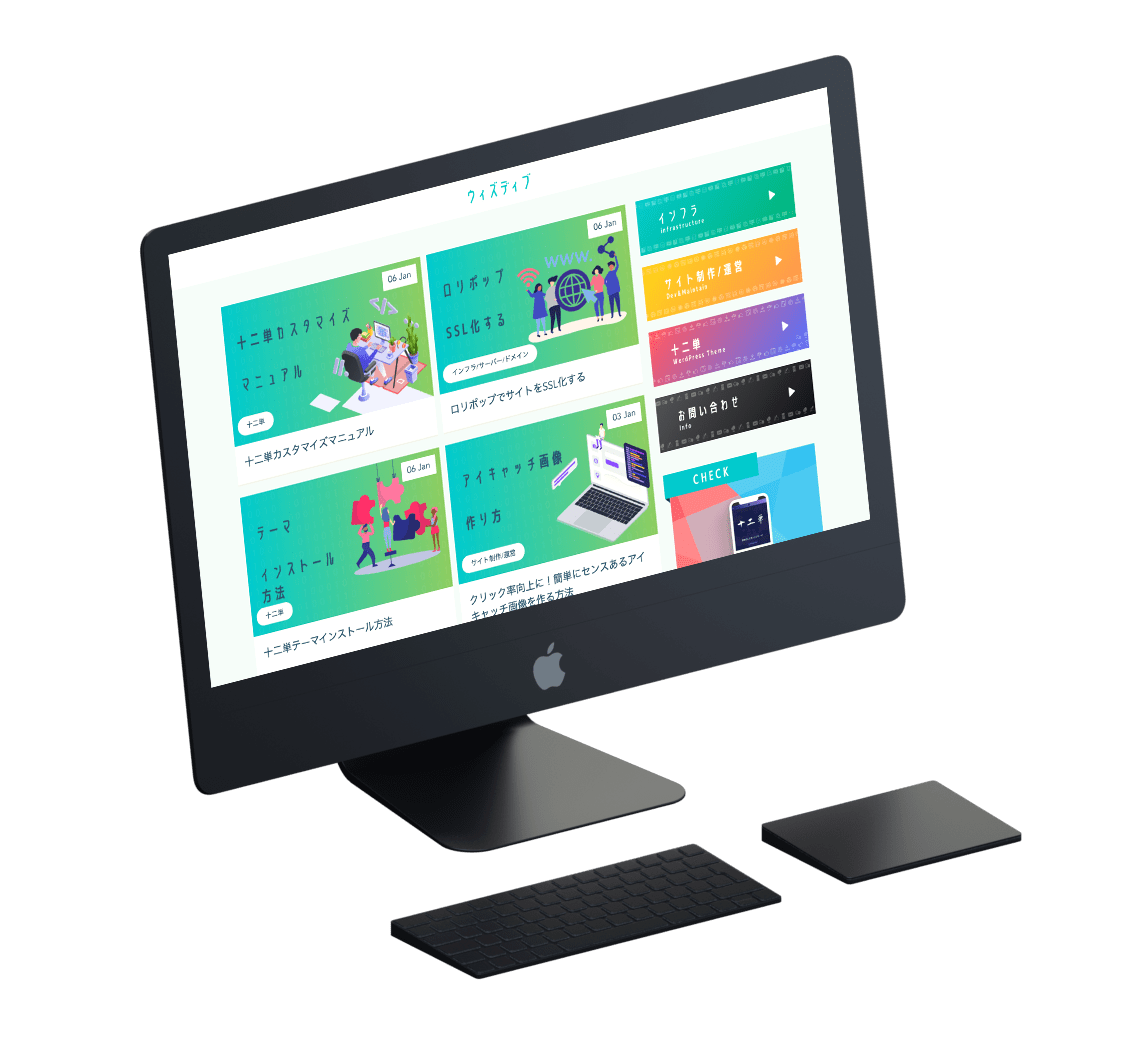 ウィズディブ
06 Jan
十二単カスタマイズ
マニュアル
十二単
十二単カスタマイズマニュアル
06 Jan
WWW.
ロリポップ
SSL化する
インフラ/サーバー/ドメイン
ロリポップでサイトをSSL化する
06 Jan
テーマ
インストール
方法
十二単
十二単テーマインストール方法
03 Jan
アイキャッチ画像
作り方
JS
サイト制作/運営
クリック率向上に！簡単にセンスあるアイ
キャッチ画像を作る方法
インフラ
Infrastructure
サイト制作/運営
Dev&Maintain
十二単
WordPress Theme
お問い合わせ
Info
CHECK
十二単